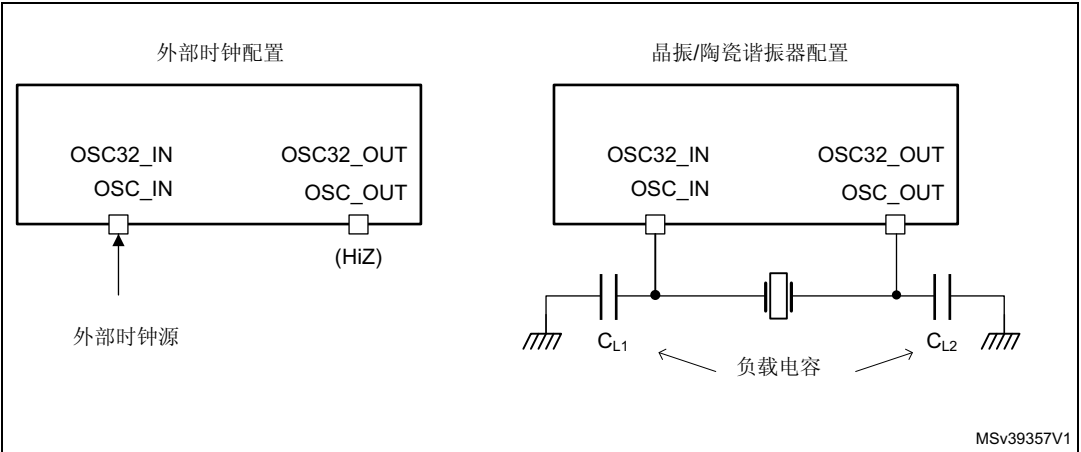 外部时钟配置
OSC32_IN OSC32_OUT
OSC_IN OSC_OUT
(HiZ)
外部时钟源
晶振/陶瓷谐振器配置
OSC32_IN OSC32_OUT
OSC_IN OSC_OUT
CL1 CL2
负载电容
MSv39357V1